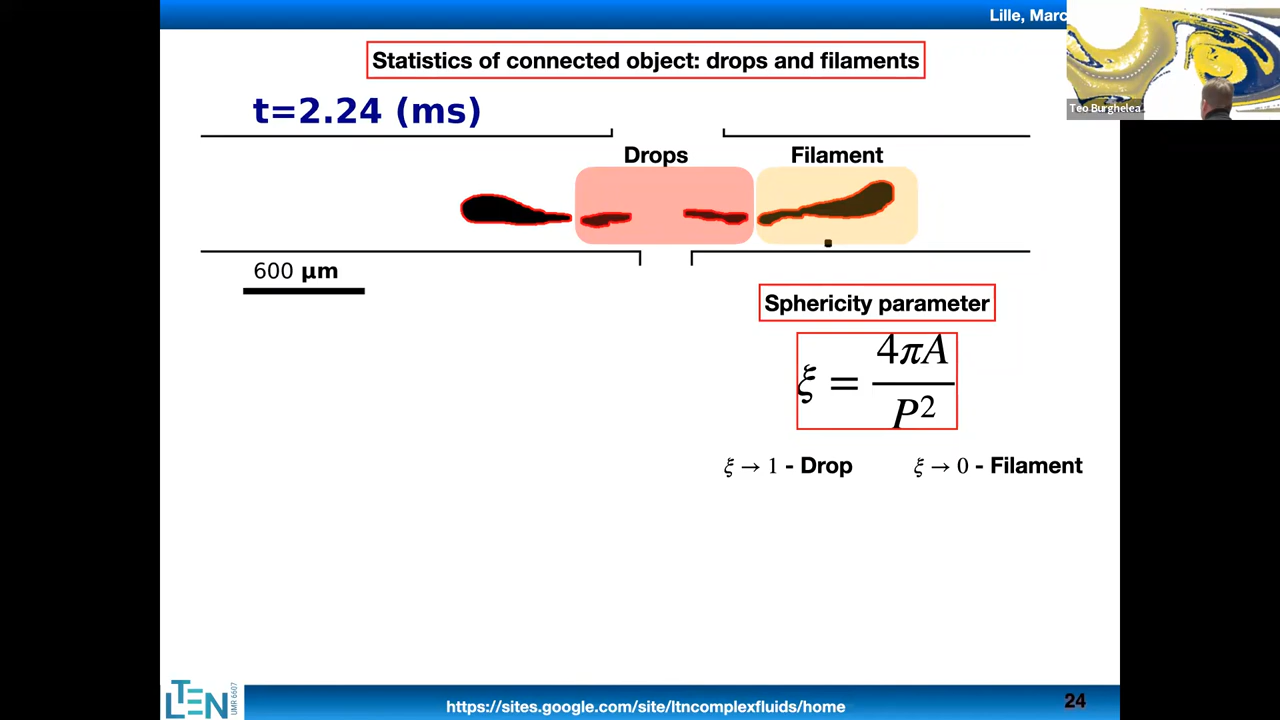 Lille, Marc
Statistics of connected object: drops and filaments
Teo Burghelea
t=2.24 (ms)
Drops
Filament
600 μm
Sphericity parameter
ξ = 4πA / P²
ξ → 1 - Drop
ξ → 0 - Filament
LTEN
UMR 6607
https://sites.google.com/site/ltncomplexfluids/home
24